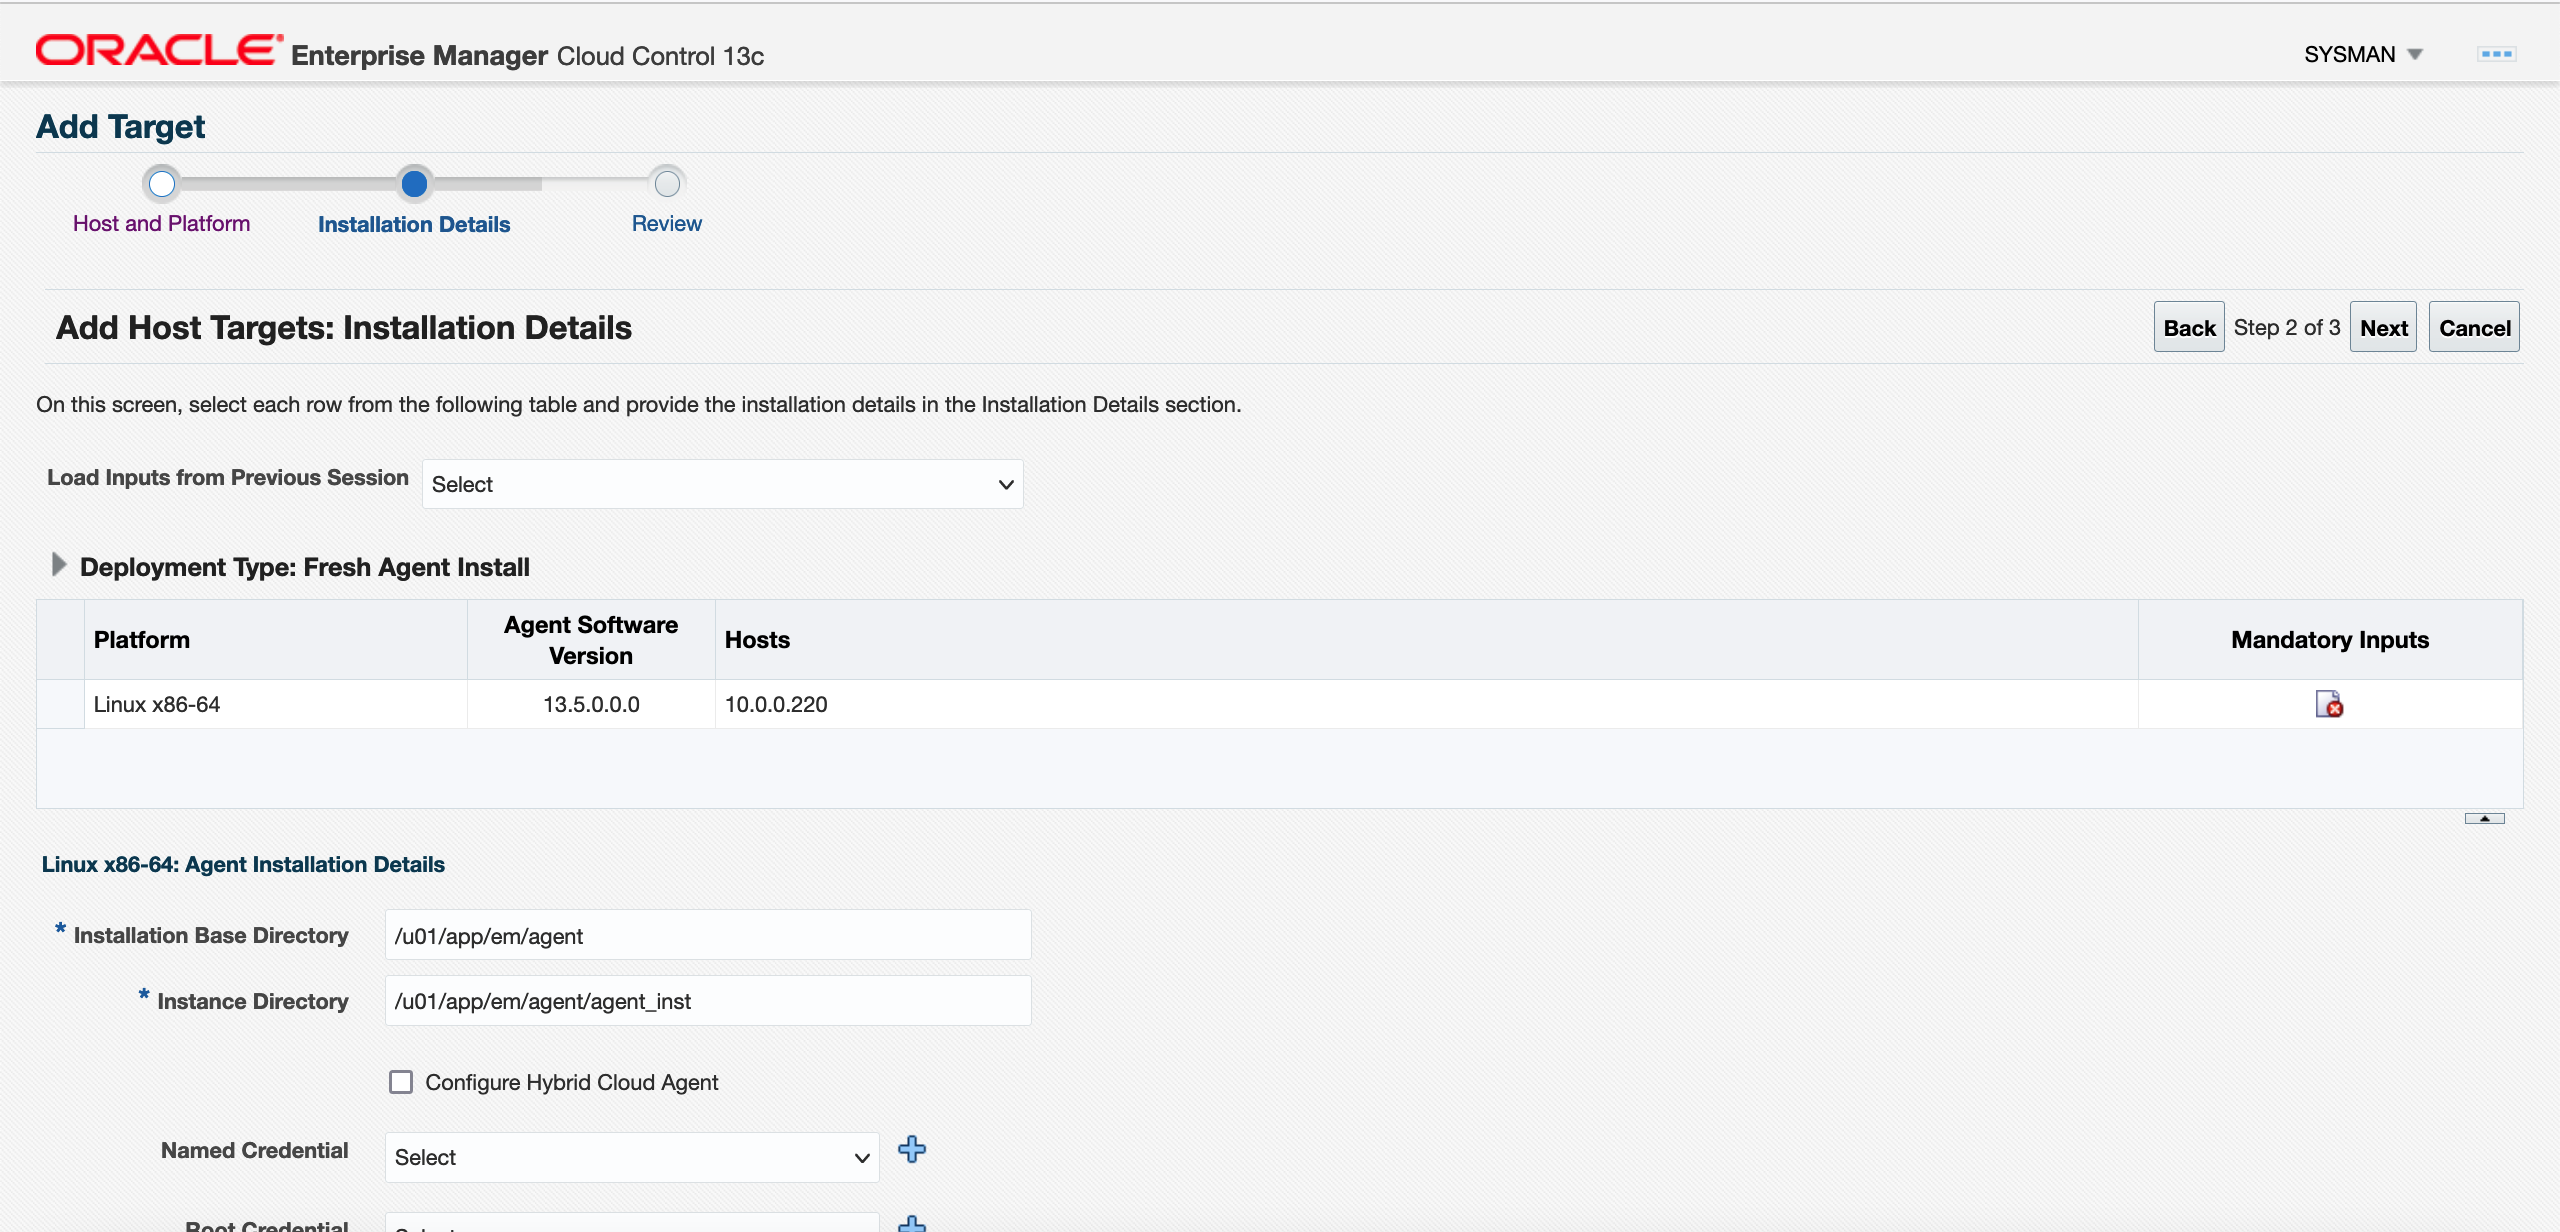 ORACLE Enterprise Manager Cloud Control 13c
SYSMAN
Add Target
Host and Platform
Installation Details
Review
Add Host Targets: Installation Details
Back Step 2 of 3 Next Cancel
On this screen, select each row from the following table and provide the installation details in the Installation Details section.
Load Inputs from Previous Session Select
Deployment Type: Fresh Agent Install
Platform
Agent Software
Version
Hosts
Mandatory Inputs
Linux x86-64 13.5.0.0.0 10.0.0.220
Linux x86-64: Agent Installation Details
* Installation Base Directory /u01/app/em/agent
* Instance Directory /u01/app/em/agent/agent_inst
Configure Hybrid Cloud Agent
Named Credential Select
Root Credential